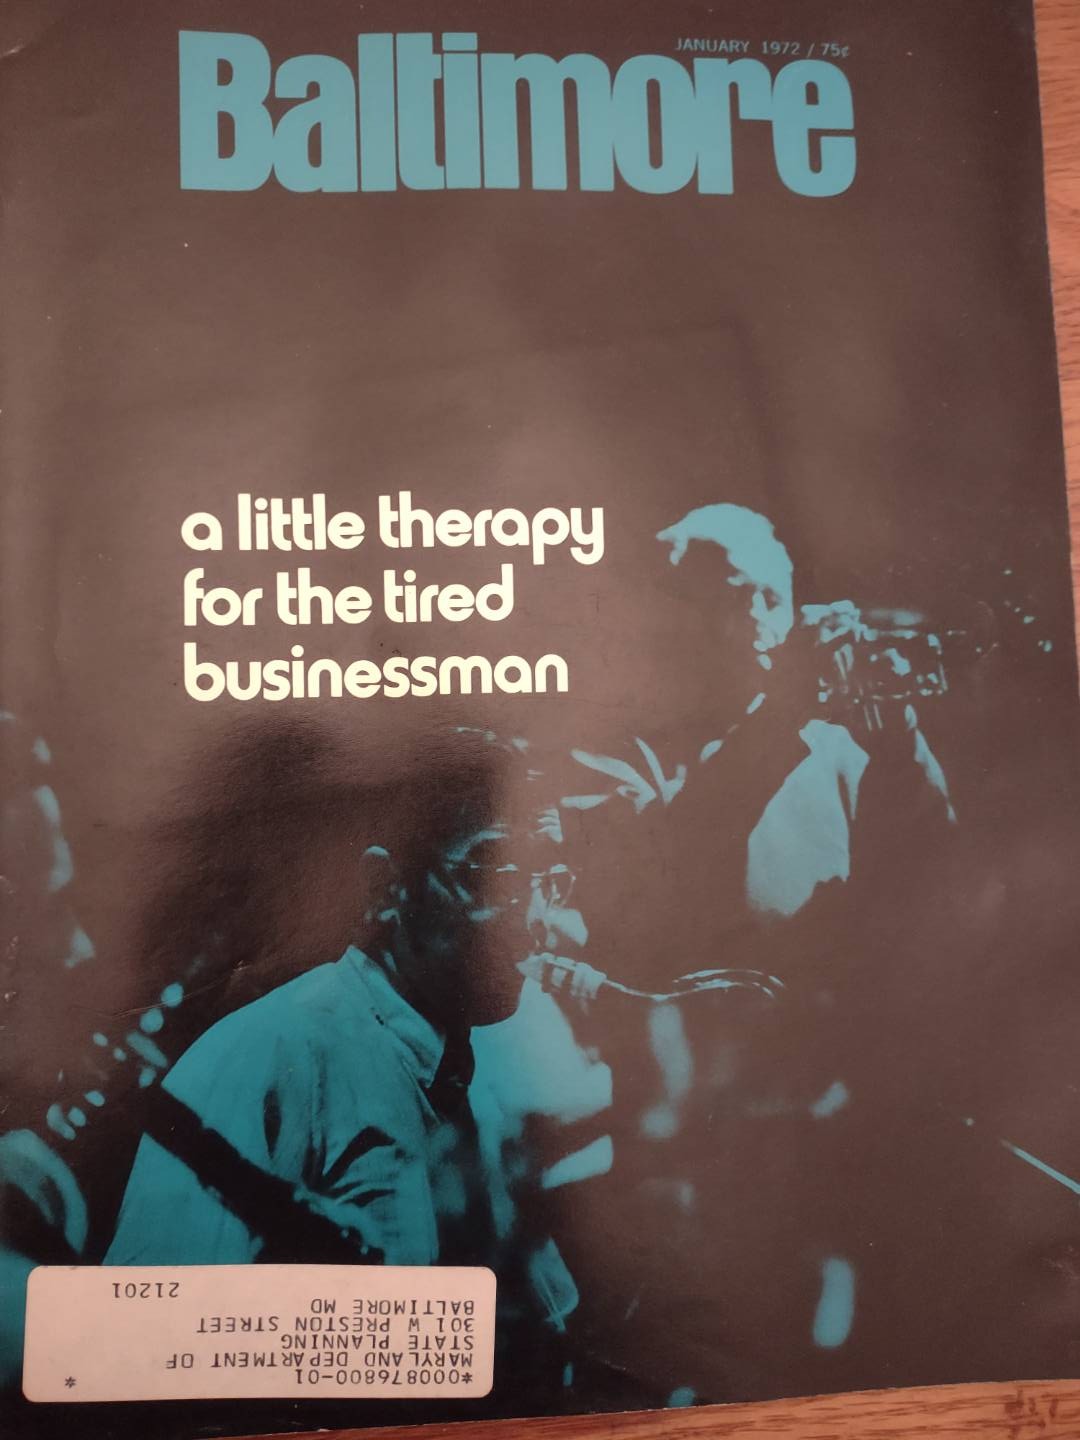 JANUARY 1972 / 75¢
Baltimore
a little therapy
for the tired
businessman
*000876800-01
MARYLAND DEPARTMENT OF *
STATE PLANNING
301 W PRESTON STREET
BALTIMORE MD
21201